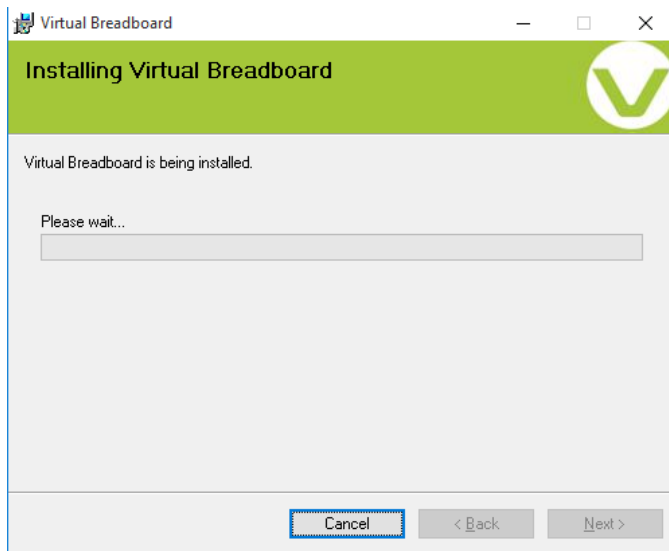 Virtual Breadboard
Installing Virtual Breadboard
Virtual Breadboard is being installed.
Please wait...
Cancel
< Back
Next >